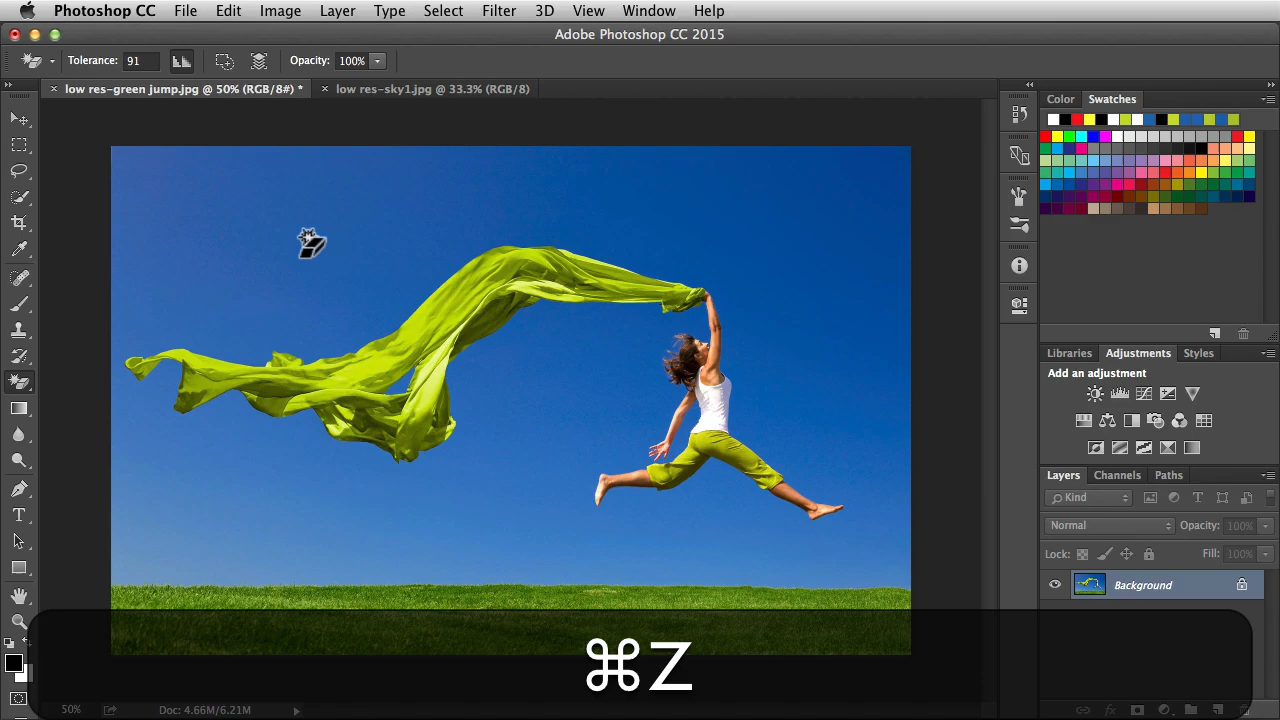 Photoshop CC File Edit Image Layer Type Select Filter 3D View Window Help
Adobe Photoshop CC 2015
Tolerance: 91 Opacity: 100%
× low res-green jump.jpg @ 50% (RGB/8#) * × low res-sky1.jpg @ 33.3% (RGB/8)
Color Swatches
Libraries Adjustments Styles
Add an adjustment
Layers Channels Paths
Kind
Normal Opacity: 100%
Lock: Fill: 100%
Background
⌘Z
50% Doc: 4.66M/6.21M